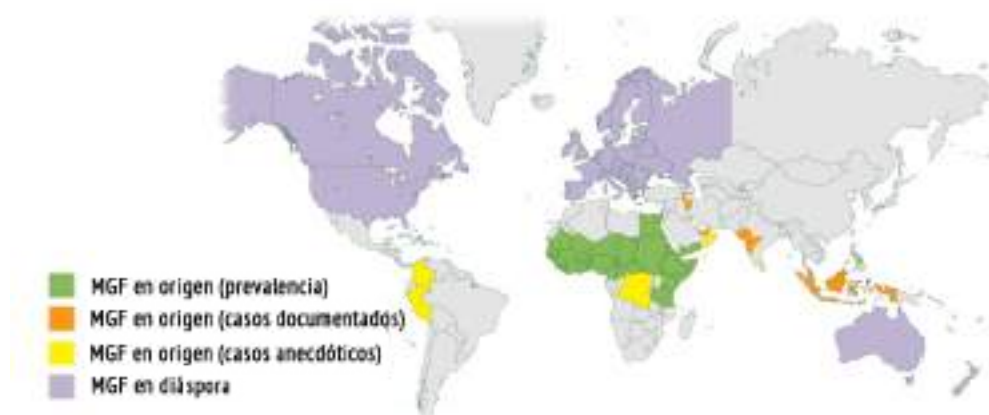 MGF en origen (prevalencia)
MGF en origen (casos documentados)
MGF en origen (casos anecdóticos)
MGF en diáspora